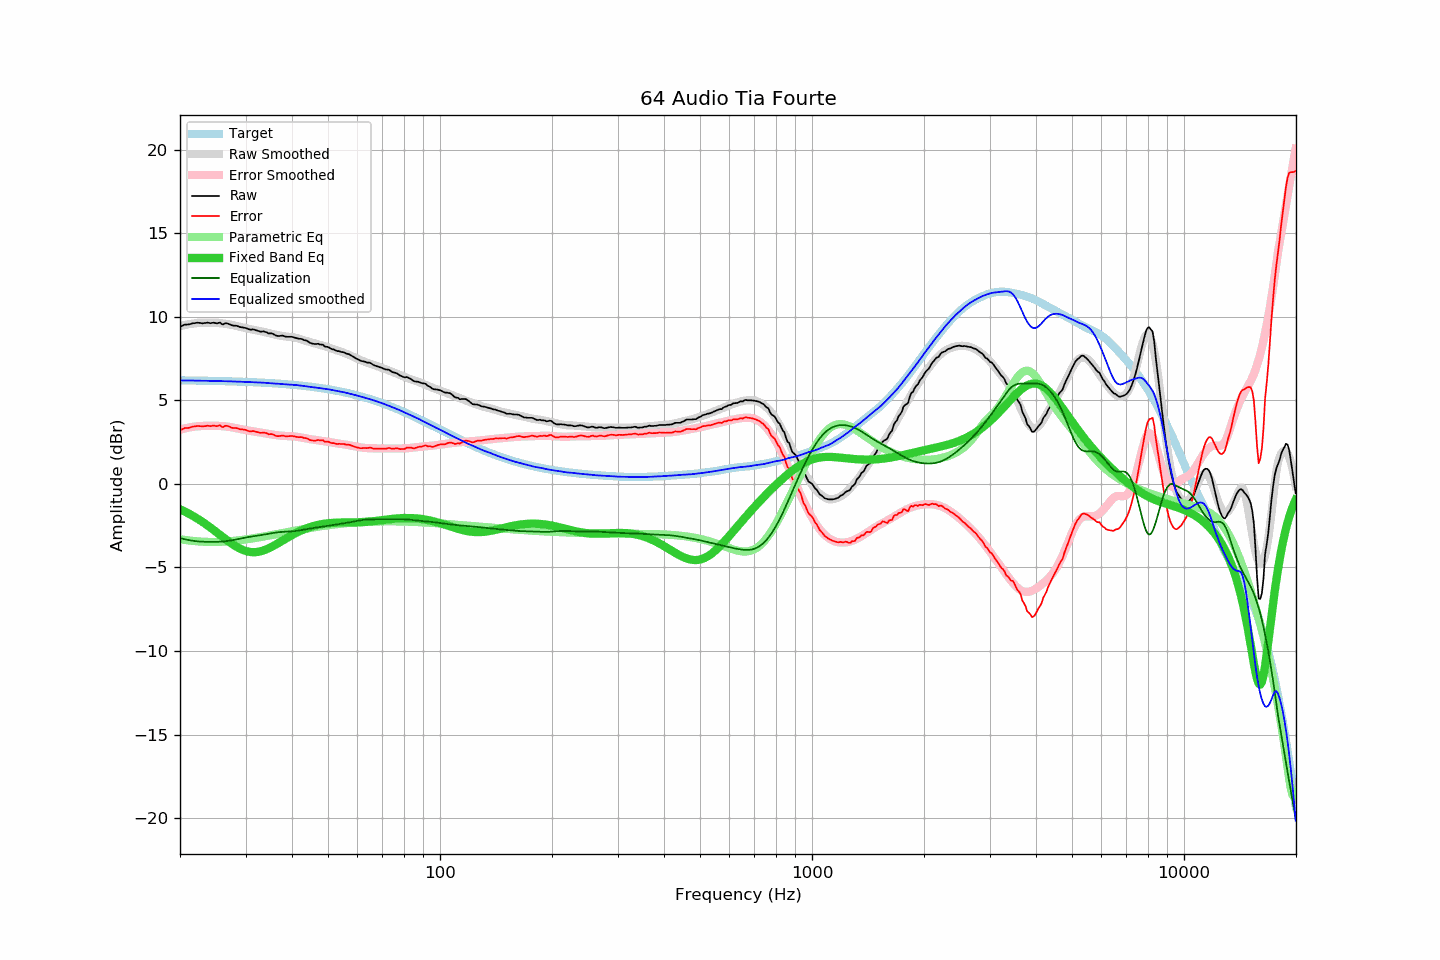 64 Audio Tia Fourte
Target
Raw Smoothed
Error Smoothed
Raw
Error
Parametric Eq
Fixed Band Eq
Equalization
Equalized smoothed
20
15
10
5
0
−5
−10
−15
−20
Amplitude (dBr)
100 1000 10000
Frequency (Hz)